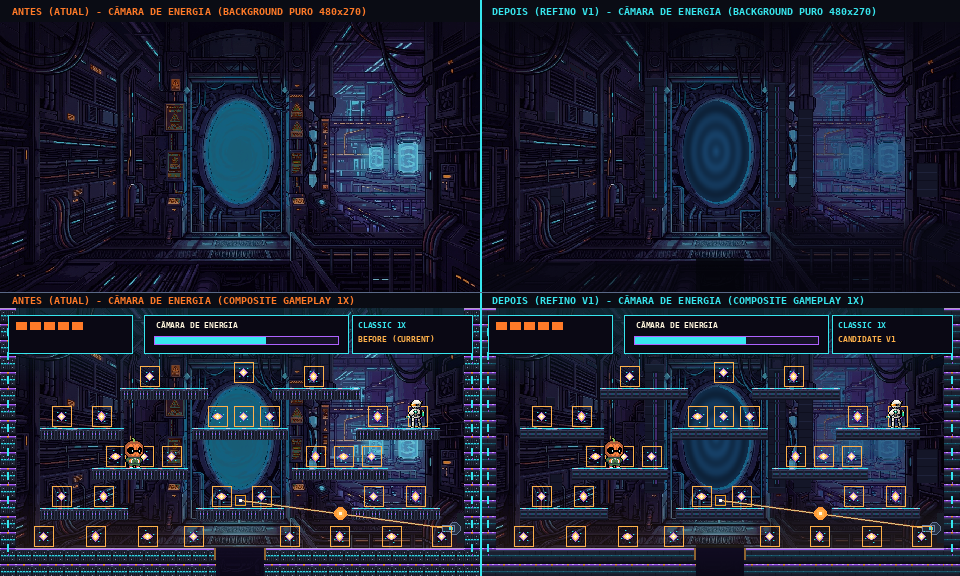 ANTES (ATUAL) - CÂMARA DE ENERGIA (BACKGROUND PURO 480x270)
DEPOIS (REFINO V1) - CÂMARA DE ENERGIA (BACKGROUND PURO 480x270)
ANTES (ATUAL) - CÂMARA DE ENERGIA (COMPOSITE GAMEPLAY 1X)
DEPOIS (REFINO V1) - CÂMARA DE ENERGIA (COMPOSITE GAMEPLAY 1X)
CÂMARA DE ENERGIA
CLASSIC 1X
BEFORE (CURRENT)
CÂMARA DE ENERGIA
CLASSIC 1X
CANDIDATE V1